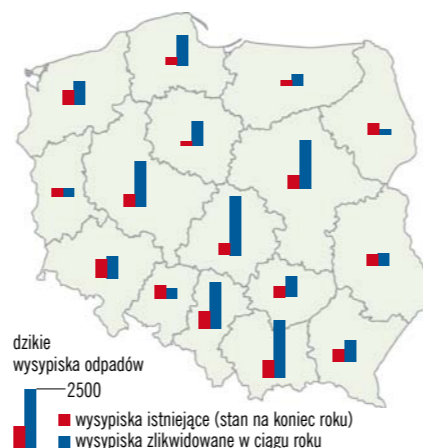 dzikie
wysypiska odpadów
2500
wysypiska istniejące (stan na koniec roku)
wysypiska zlikwidowane w ciągu roku